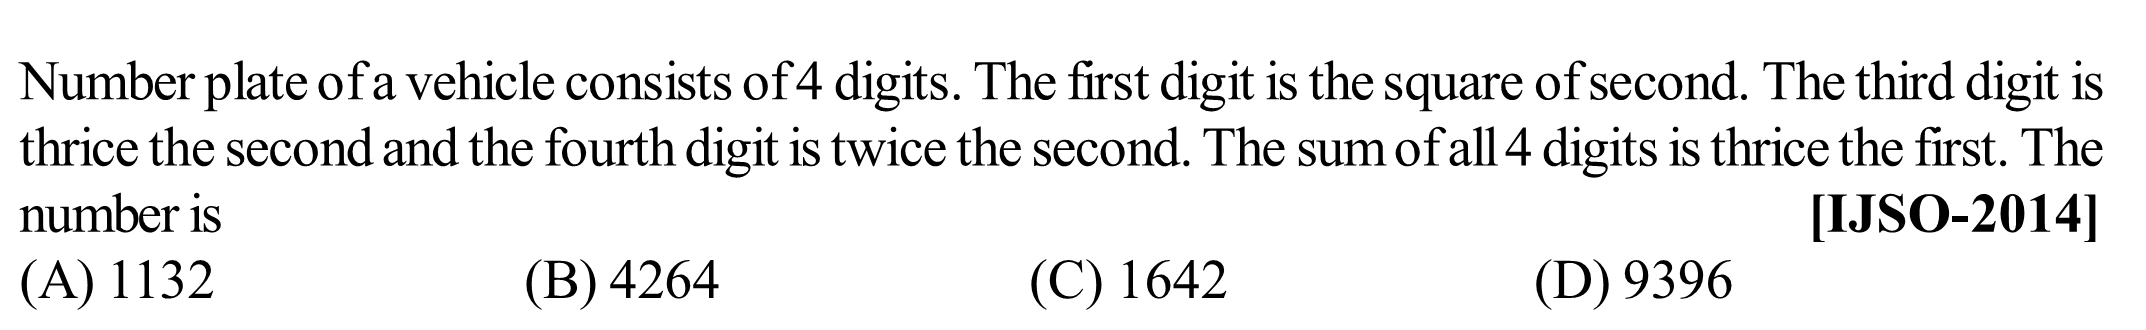 Number plate of a vehicle consists of 4 digits. The first digit is the square of second. The third digit is
thrice the second and the fourth digit is twice the second. The sum of all 4 digits is thrice the first. The
number is [IJSO-2014]
(A) 1132 (B) 4264 (C) 1642 (D) 9396